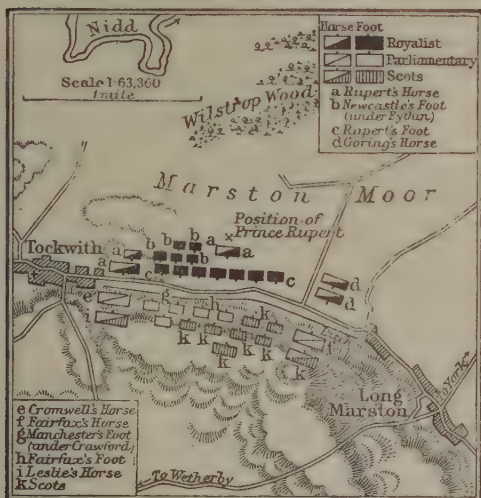 Nidd
Scale 1:63,360
1 mile
Horse Foot
Royalist
Parliamentary
Scots
a Rupert's Horse
b Newcastle's Foot
(under Eythin)
c Rupert's Foot
d Goring's Horse
Wilstrop Wood
Marston Moor
Position of
Prince Rupert
Tockwith
a
b b
a
a
a
b b b
c
c
d
d
e
g
h
k
i
k
k
k
k
k
k
k
Long
Marston
To York
e Cromwell's Horse
f Fairfax's Horse
g Manchester's Foot
(under Crawford)
h Fairfax's Foot
i Leslie's Horse
k Scots
To Wetherby